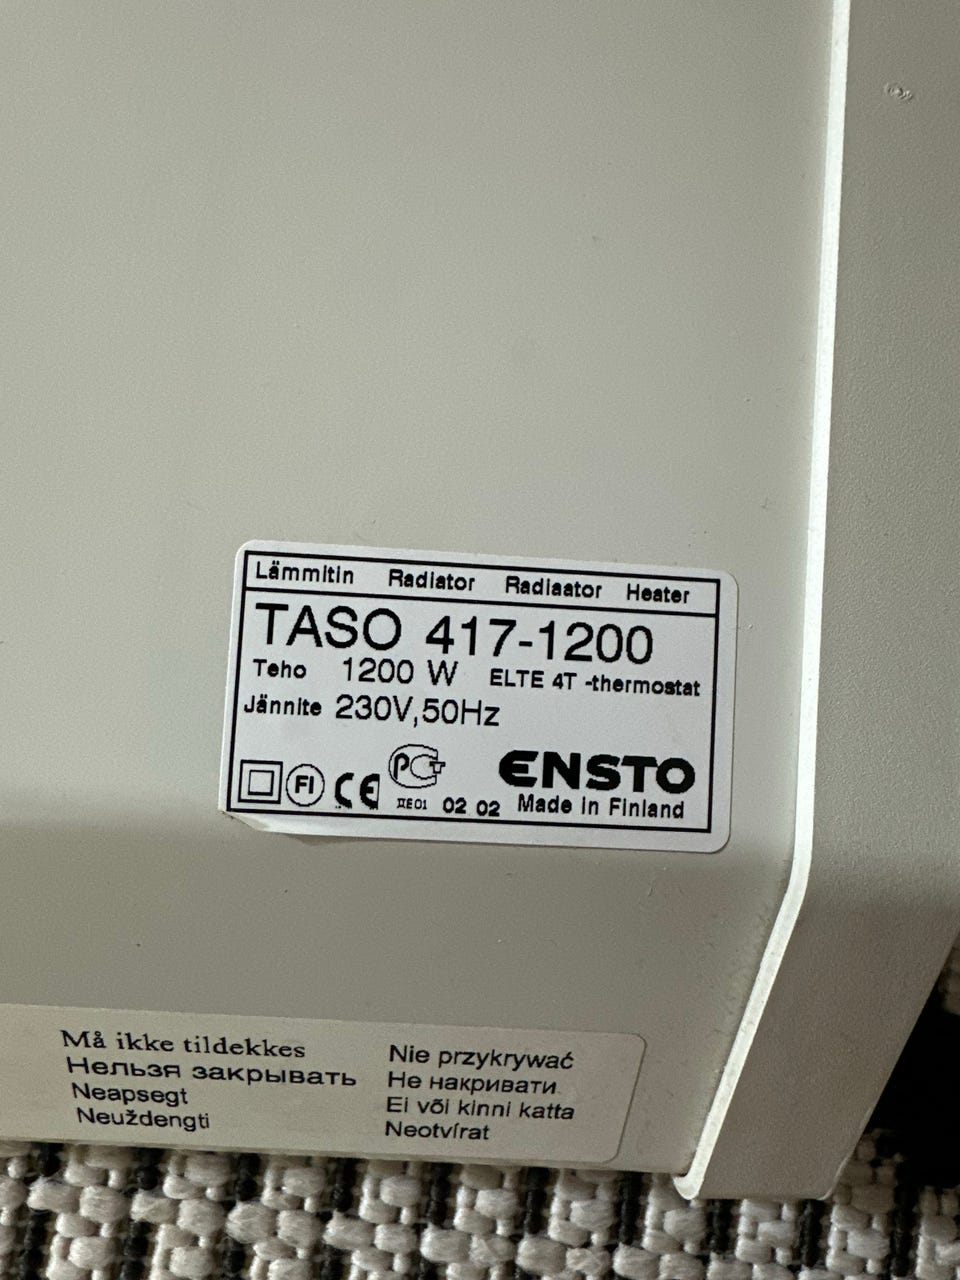 Lämmitin Radiator Radiaator Heater
TASO 417-1200
Teho 1200 W ELTE 4T -thermostat
Jännite 230V,50Hz
FI CE РСТ ENSTO
ДЕ01 02 02 Made in Finland
Må ikke tildekkes
Нельзя закрывать
Neapsegt
Neuždengti
Nie przykrywać
Не накривати
Ei või kinni katta
Neotvírat